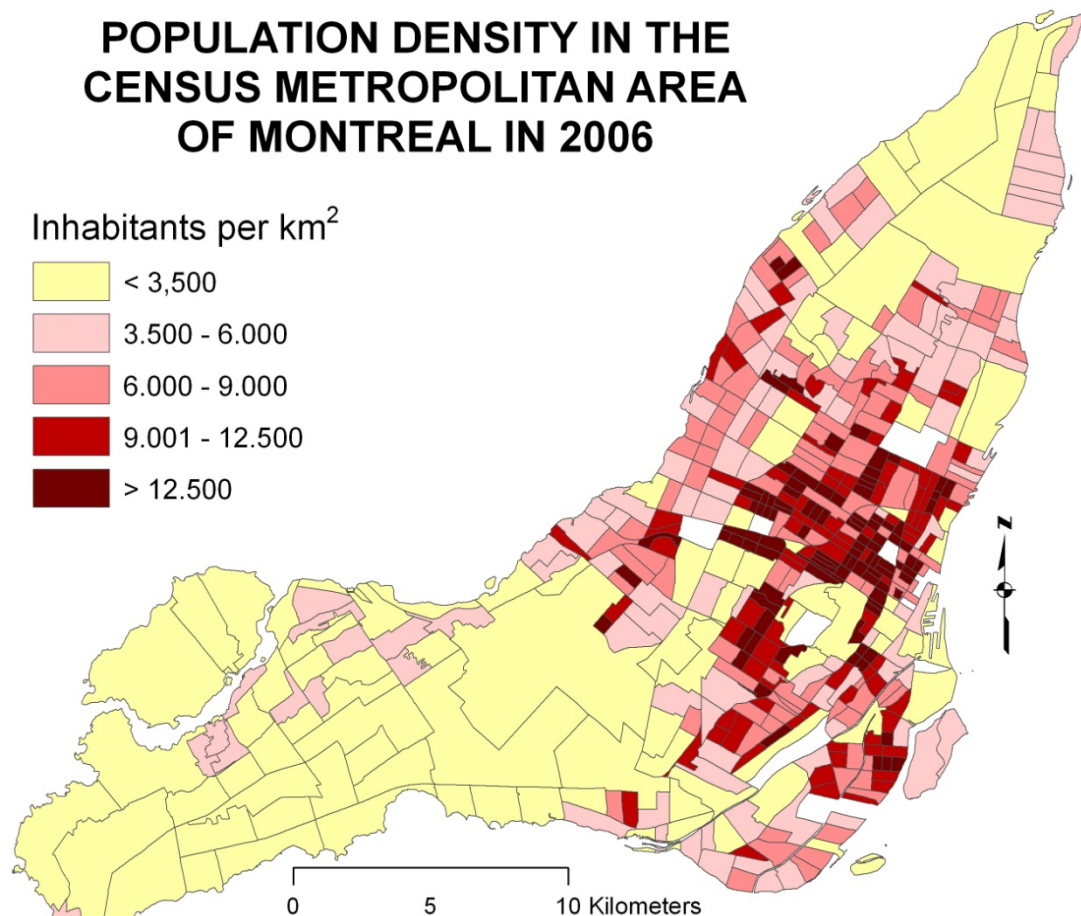 POPULATION DENSITY IN THE
CENSUS METROPOLITAN AREA
OF MONTREAL IN 2006
Inhabitants per km²
< 3,500
3.500 - 6.000
6.000 - 9.000
9.001 - 12.500
> 12.500
N
0 5 10 Kilometers